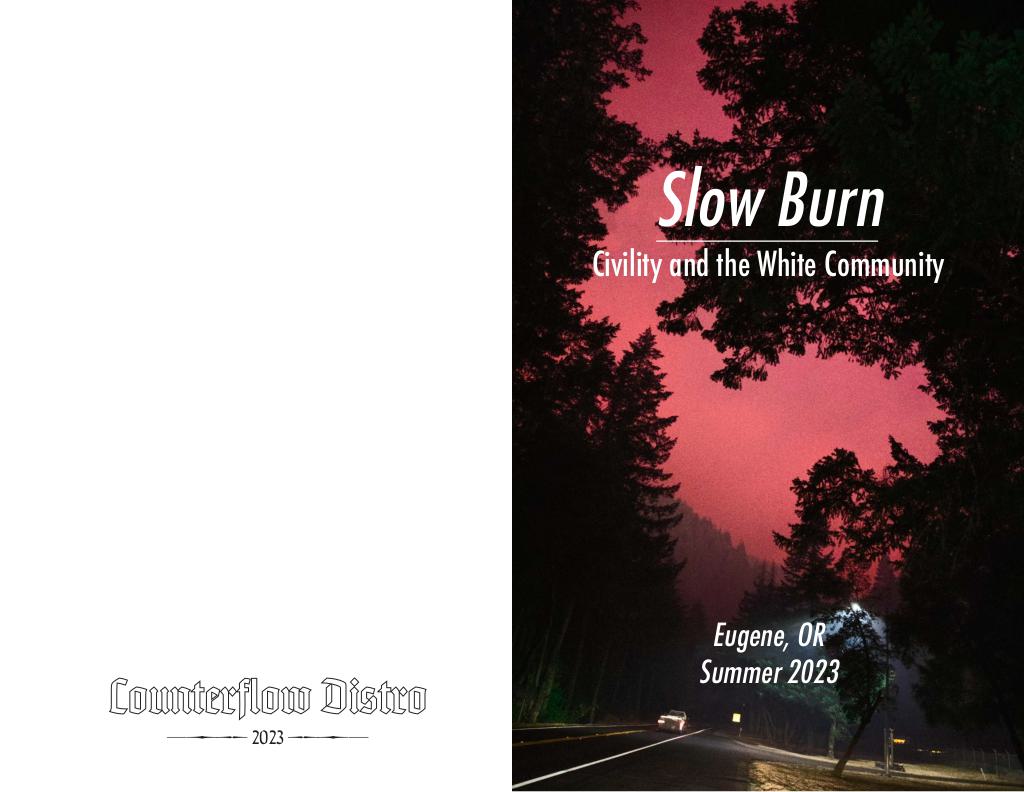 Counterflow Distro
2023
Slow Burn
Civility and the White Community
Eugene, OR
Summer 2023